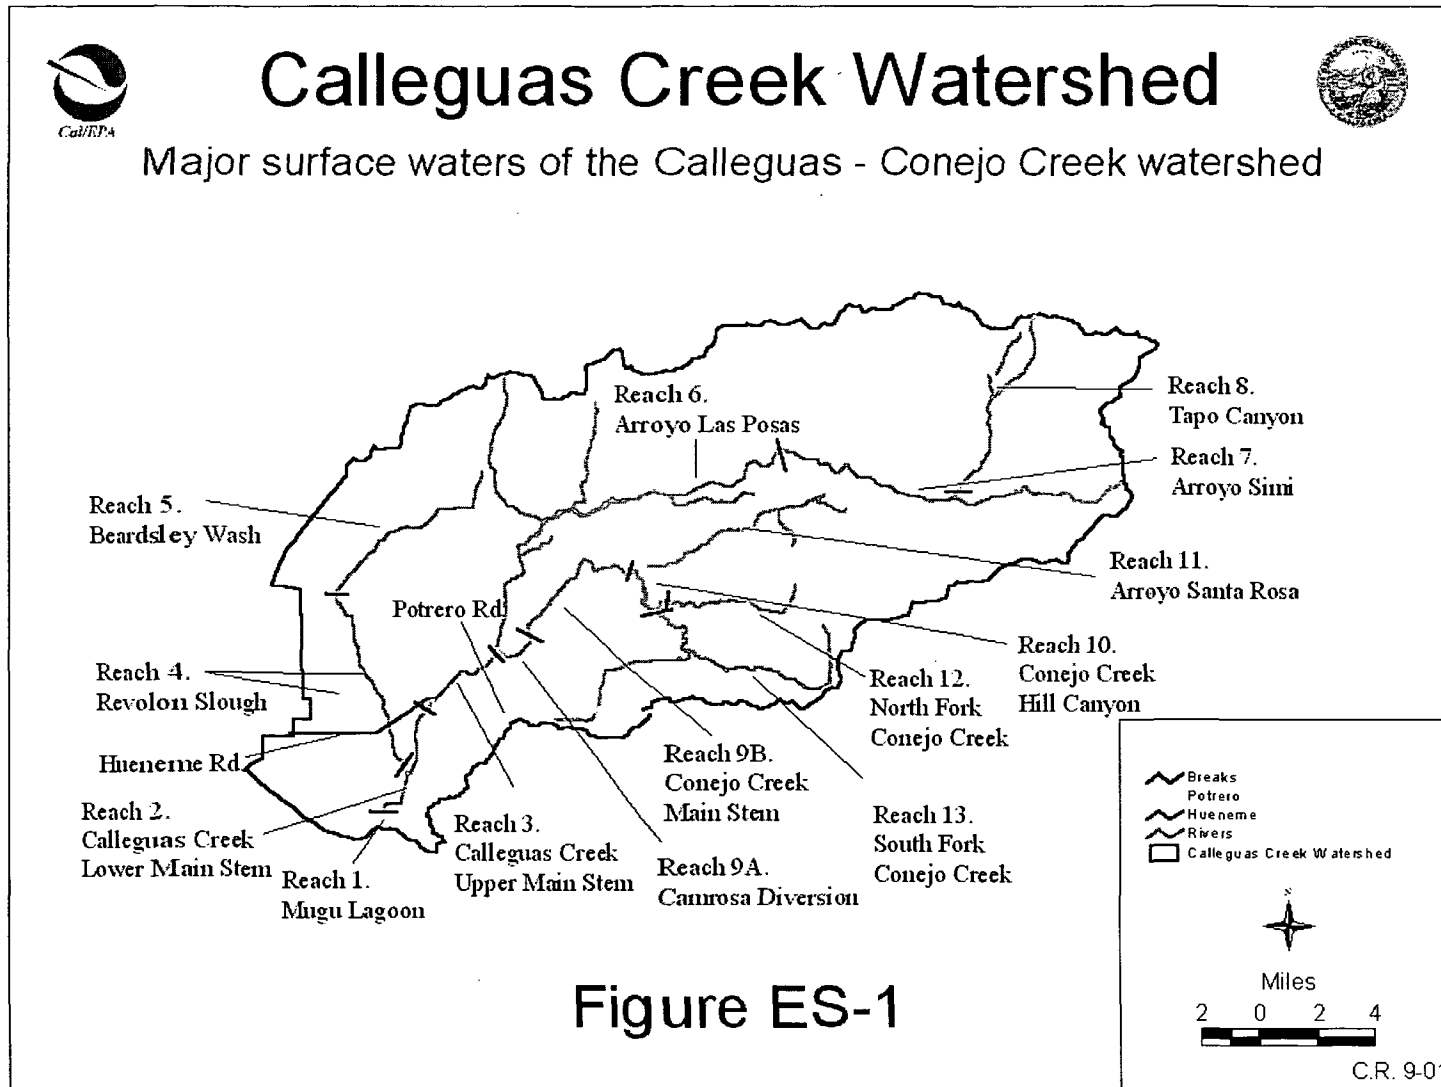 Calleguas Creek Watershed
Cal/EPA
Major surface waters of the Calleguas - Conejo Creek watershed
Reach 6.
Arroyo Las Posas
Reach 8.
Tapo Canyon
Reach 7.
Arroyo Simi
Reach 5.
Beardsley Wash
Reach 11.
Arroyo Santa Rosa
Potrero Rd.
Reach 10.
Conejo Creek
Hill Canyon
Reach 4.
Revolon Slough
Reach 12.
North Fork
Conejo Creek
Hueneme Rd.
Reach 9B.
Conejo Creek
Main Stem
Reach 2.
Calleguas Creek
Lower Main Stem
Reach 3.
Calleguas Creek
Upper Main Stem
Reach 13.
South Fork
Conejo Creek
Reach 1.
Mugu Lagoon
Reach 9A.
Camrosa Diversion
Breaks
Potrero
Hueneme
Rivers
Calleguas Creek Watershed
N
Miles
2 0 2 4
C.R. 9-01
Figure ES-1